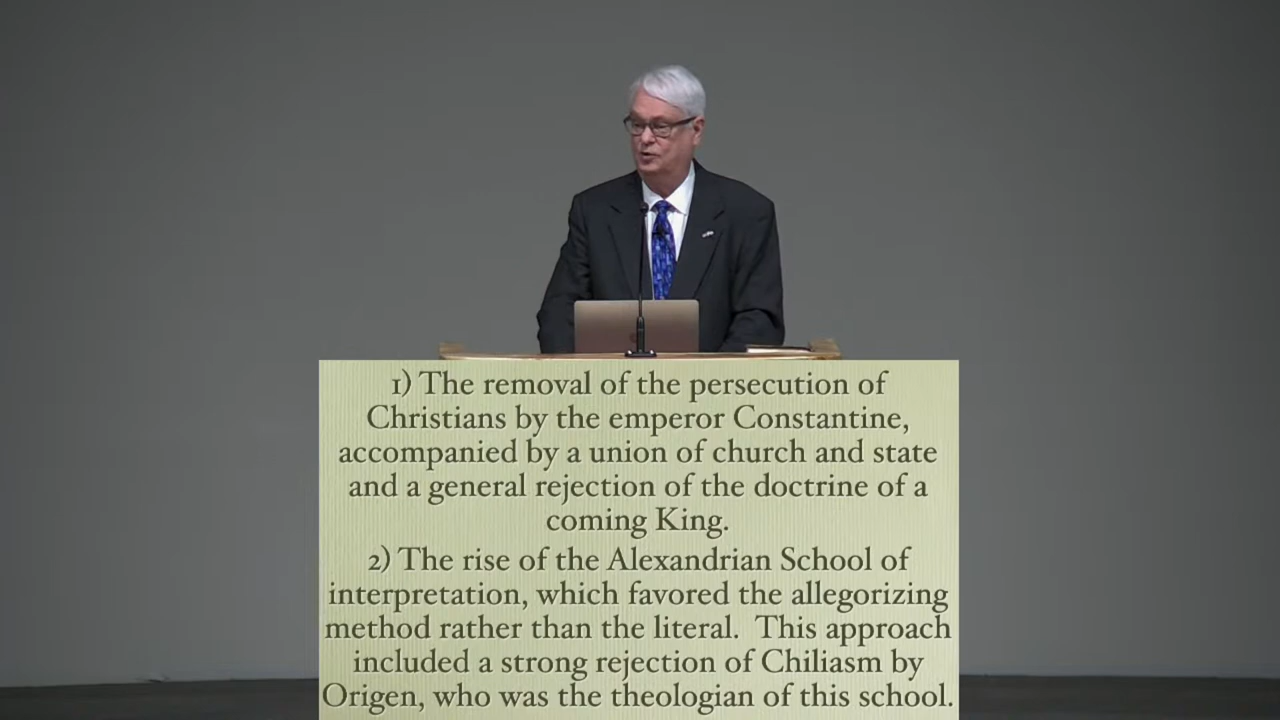 1) The removal of the persecution of
Christians by the emperor Constantine,
accompanied by a union of church and state
and a general rejection of the doctrine of a
coming King.
2) The rise of the Alexandrian School of
interpretation, which favored the allegorizing
method rather than the literal.  This approach
included a strong rejection of Chiliasm by
Origen, who was the theologian of this school.